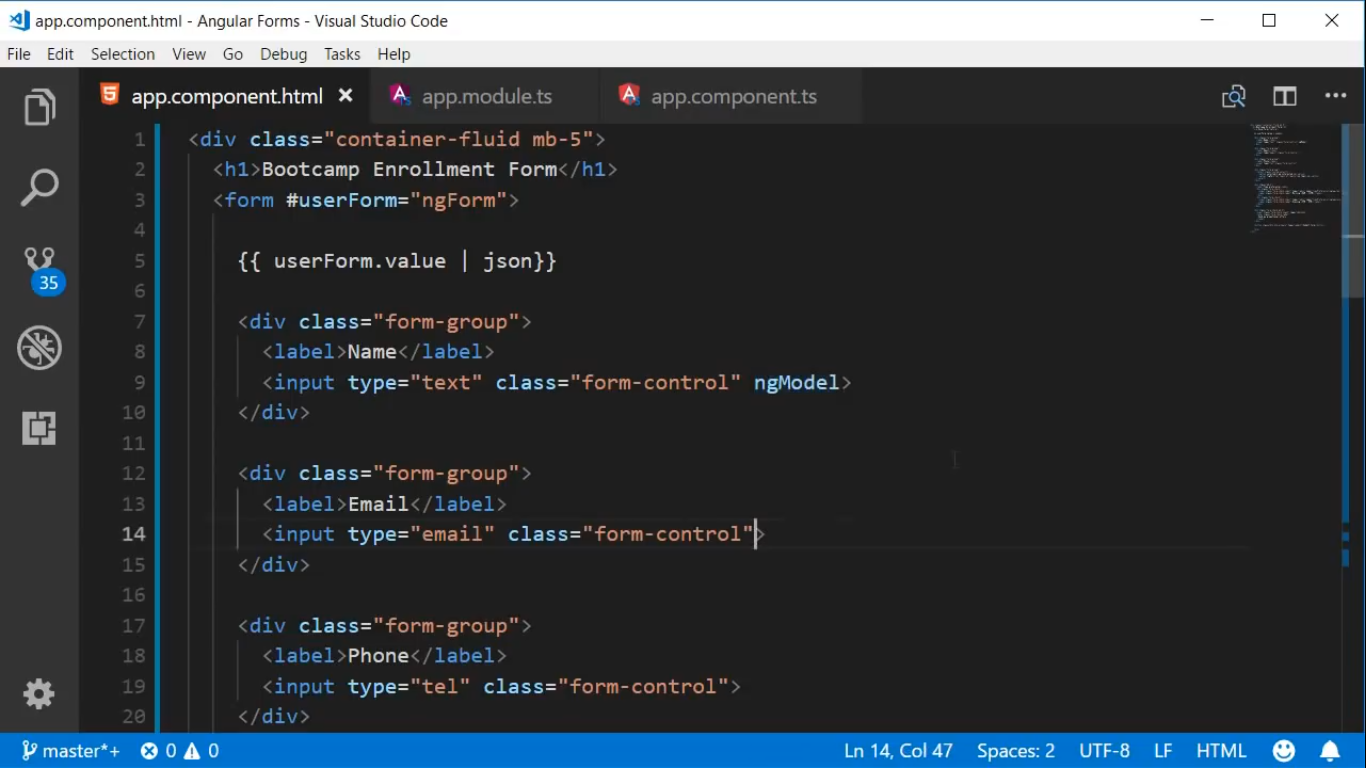 app.component.html - Angular Forms - Visual Studio Code
File Edit Selection View Go Debug Tasks Help
app.component.html app.module.ts app.component.ts
1 <div class="container-fluid mb-5">
2 <h1>Bootcamp Enrollment Form</h1>
3 <form #userForm="ngForm">
4
5 {{ userForm.value | json}}
6
7 <div class="form-group">
8 <label>Name</label>
9 <input type="text" class="form-control" ngModel>
10 </div>
11
12 <div class="form-group">
13 <label>Email</label>
14 <input type="email" class="form-control">
15 </div>
16
17 <div class="form-group">
18 <label>Phone</label>
19 <input type="tel" class="form-control">
20 </div>
35
master*+ 0 0 Ln 14, Col 47 Spaces: 2 UTF-8 LF HTML